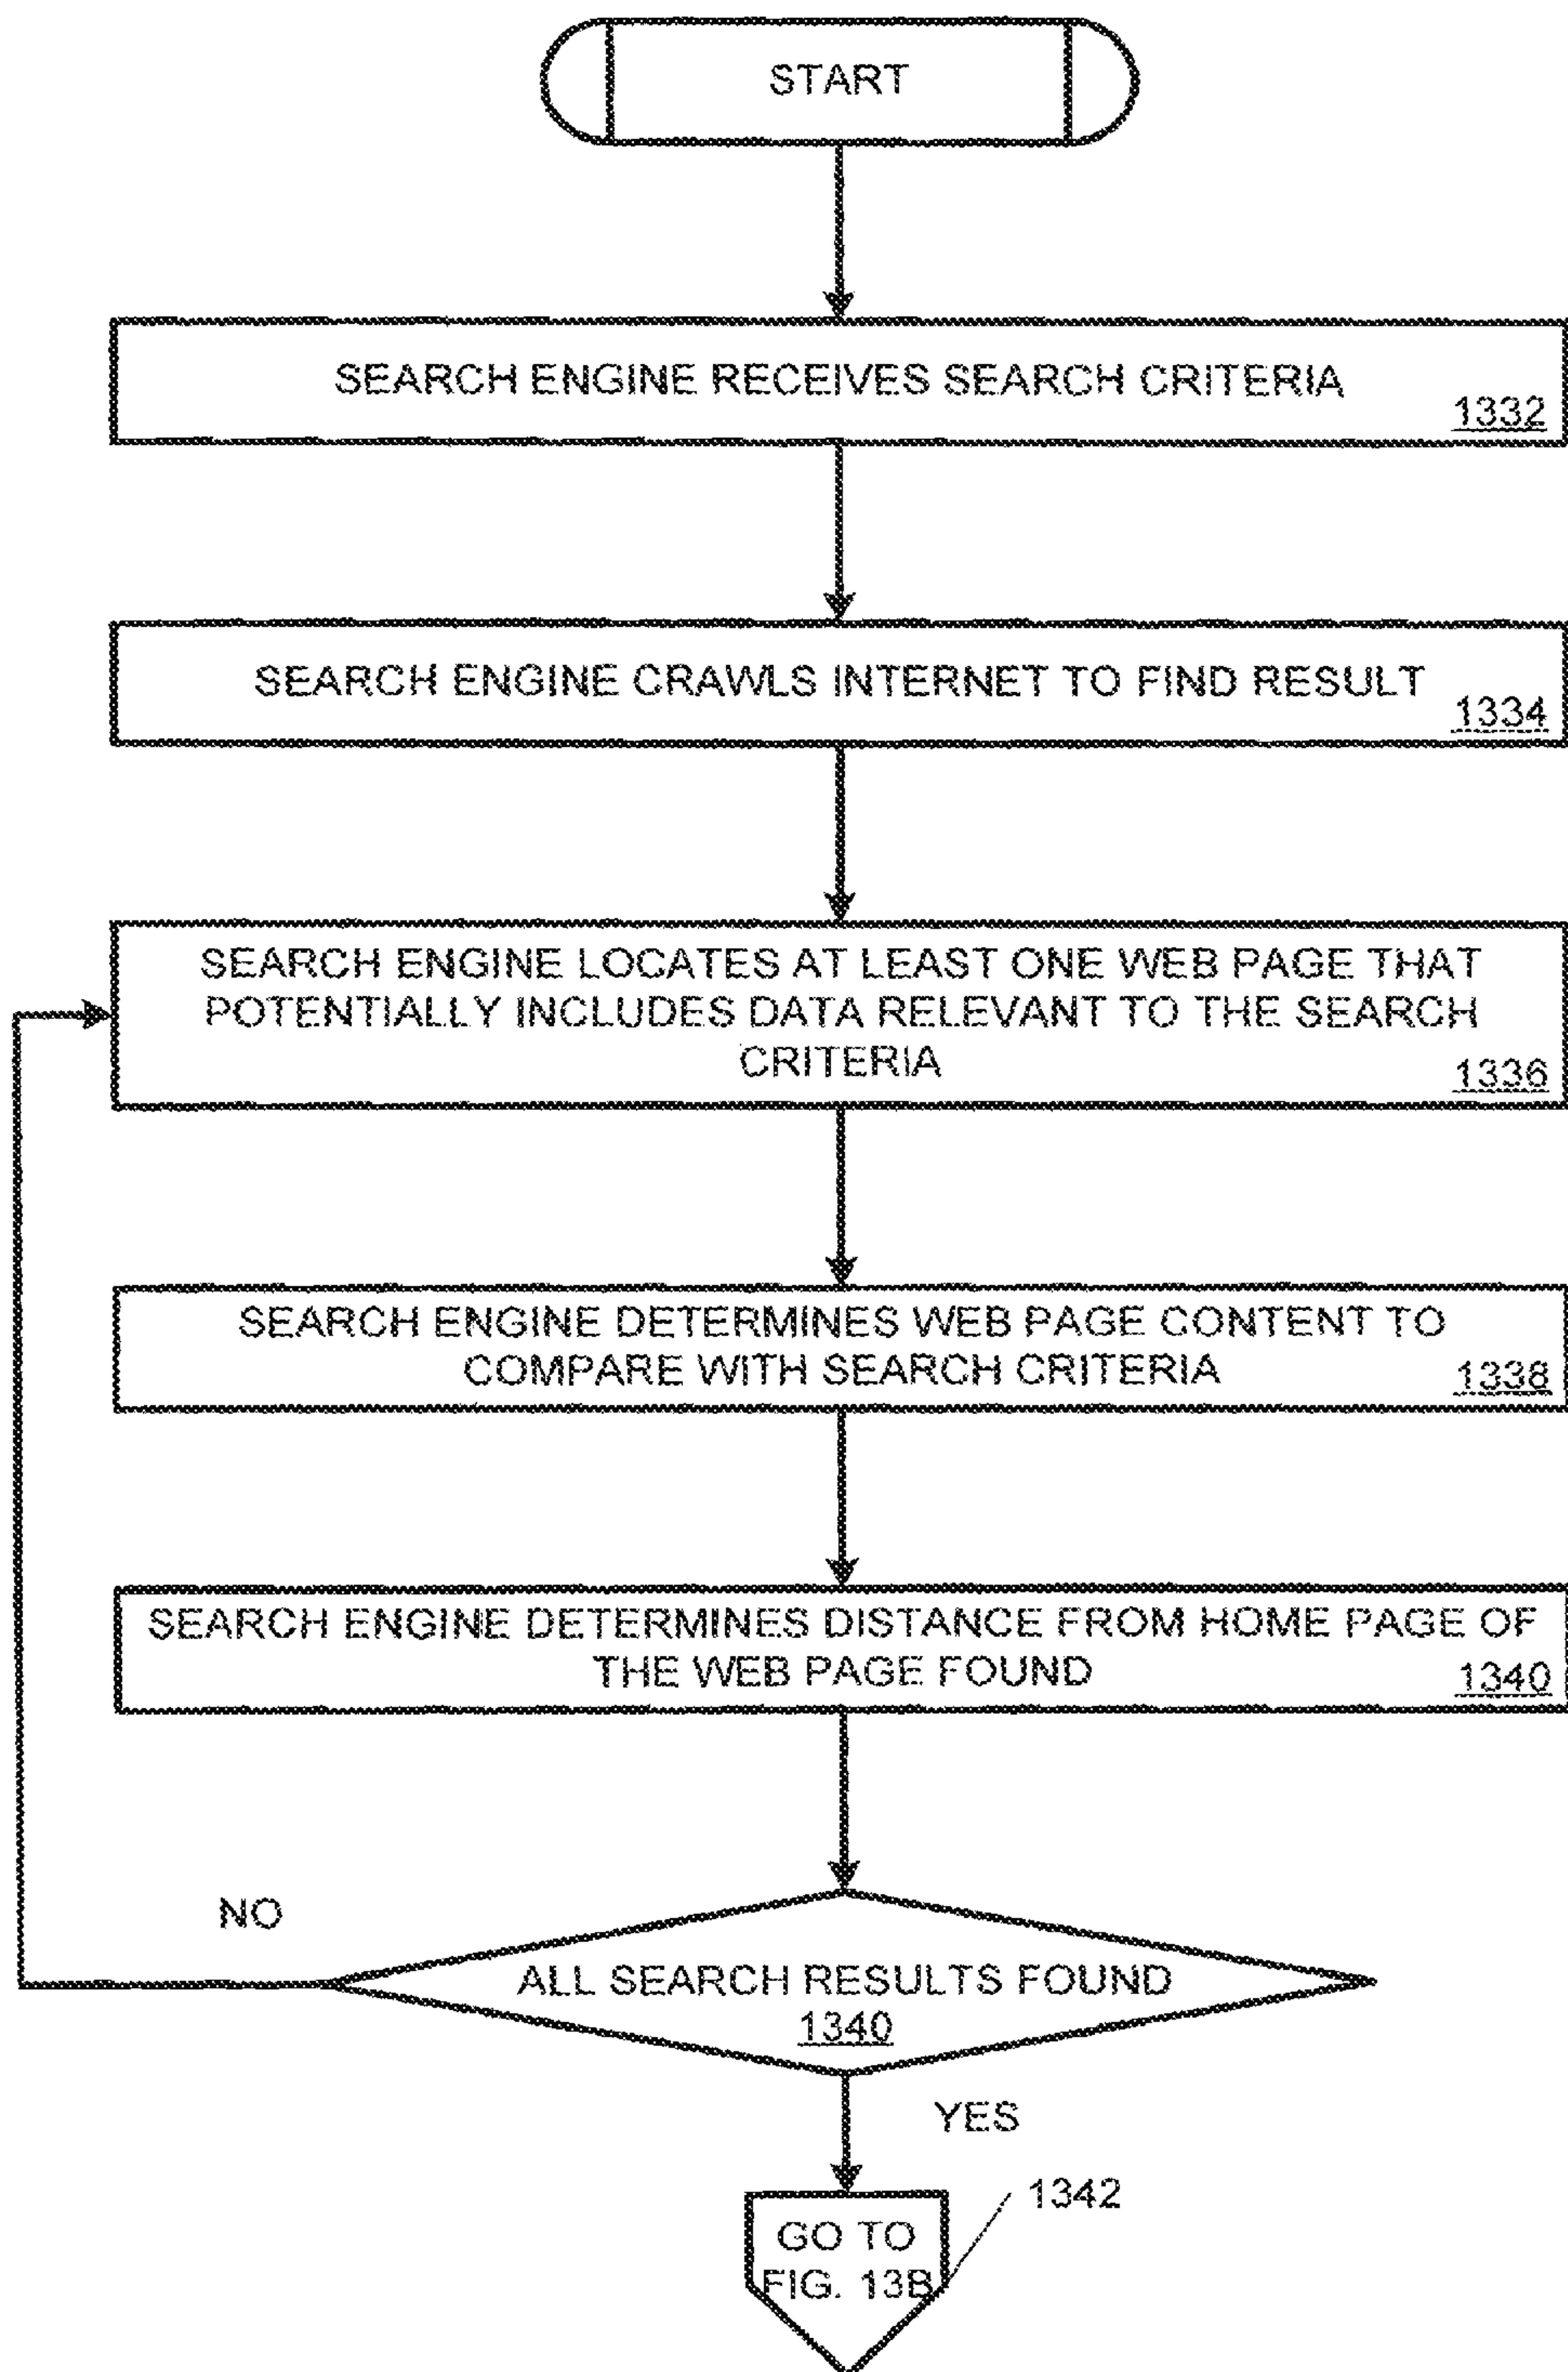 START
SEARCH ENGINE RECEIVES SEARCH CRITERIA
1332
SEARCH ENGINE CRAWLS INTERNET TO FIND RESULT
1334
SEARCH ENGINE LOCATES AT LEAST ONE WEB PAGE THAT
POTENTIALLY INCLUDES DATA RELEVANT TO THE SEARCH
CRITERIA
1336
SEARCH ENGINE DETERMINES WEB PAGE CONTENT TO
COMPARE WITH SEARCH CRITERIA
1338
SEARCH ENGINE DETERMINES DISTANCE FROM HOME PAGE OF
THE WEB PAGE FOUND
1340
NO
ALL SEARCH RESULTS FOUND
1340
YES
1342
GO TO
FIG. 13B